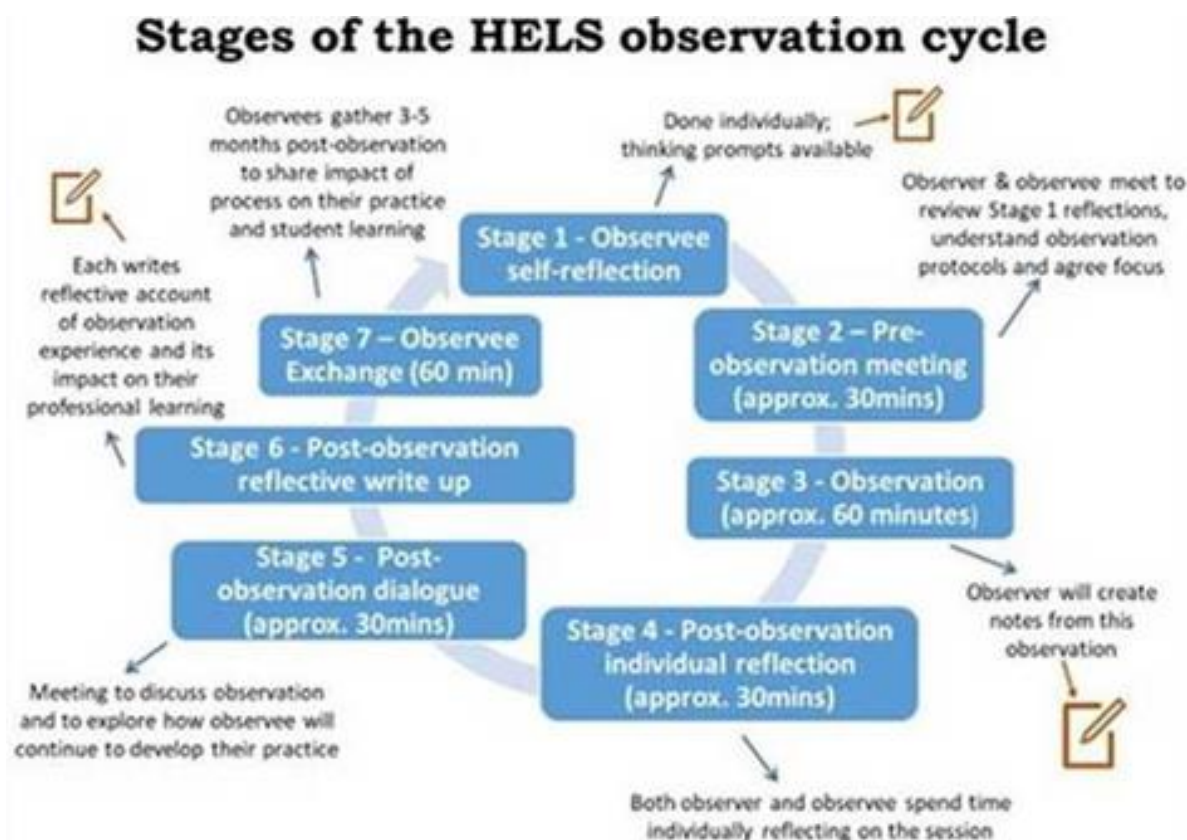 Stages of the HELS observation cycle
Done individually;
thinking prompts available
Stage 1 - Observee
self-reflection
Observer & observee meet to
review Stage 1 reflections,
understand observation
protocols and agree focus
Stage 2 – Pre-
observation meeting
(approx. 30mins)
Stage 3 - Observation
(approx. 60 minutes)
Observer will create
notes from this
observation
Stage 4 - Post-observation
individual reflection
(approx. 30mins)
Both observer and observee spend time
individually reflecting on the session
Stage 5 - Post-
observation dialogue
(approx. 30mins)
Meeting to discuss observation
and to explore how observee will
continue to develop their practice
Stage 6 - Post-observation
reflective write up
Each writes
reflective account
of observation
experience and its
impact on their
professional learning
Stage 7 – Observee
Exchange (60 min)
Observees gather 3-5
months post-observation
to share impact of
process on their practice
and student learning